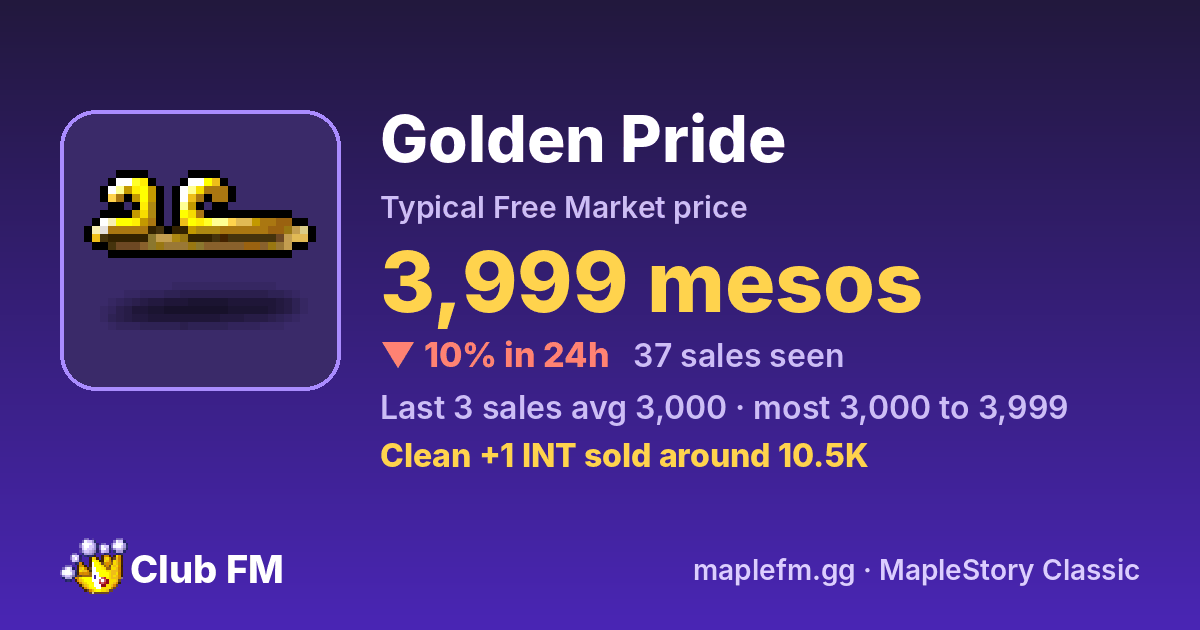 Golden Pride
Typical Free Market price
3,999 mesos
▼ 10% in 24h 37 sales seen
Last 3 sales avg 3,000 · most 3,000 to 3,999
Clean +1 INT sold around 10.5K
Club FM
maplefm.gg · MapleStory Classic